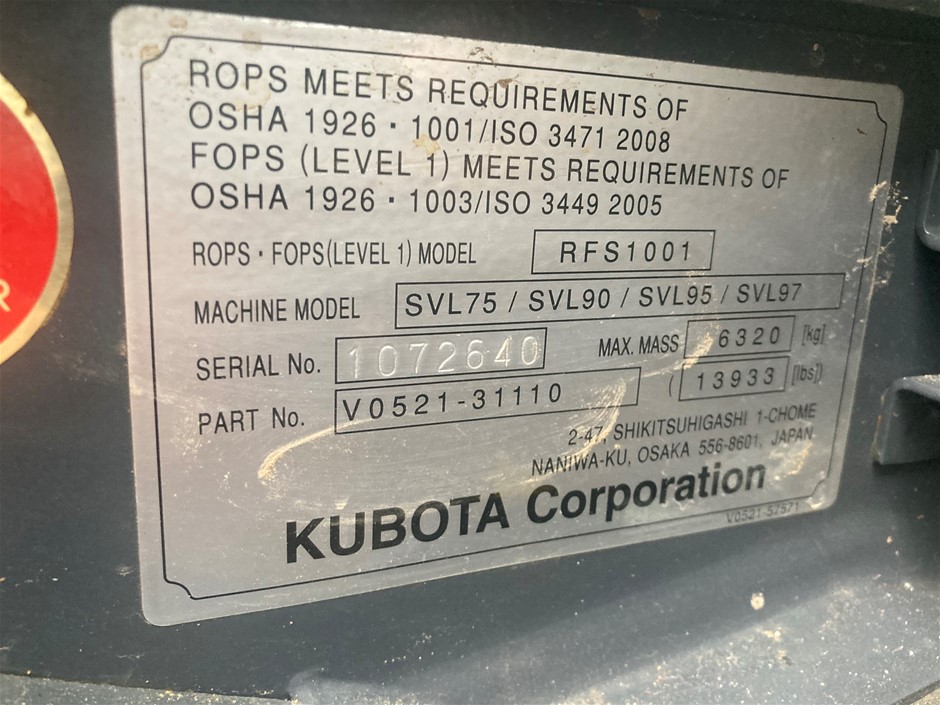 ROPS MEETS REQUIREMENTS OF
OSHA 1926・1001/ISO 3471 2008
FOPS (LEVEL 1) MEETS REQUIREMENTS OF
OSHA 1926・1003/ISO 3449 2005
ROPS・FOPS(LEVEL 1) MODEL RFS1001
MACHINE MODEL SVL75 / SVL90 / SVL95 / SVL97
SERIAL No. 1072640 MAX. MASS 6320 [kg]
PART No. V0521-31110 (13933 [lbs])
2-47, SHIKITSUHIGASHI 1-CHOME
NANIWA-KU, OSAKA 556-8601, JAPAN
KUBOTA Corporation
V0521-57571
R